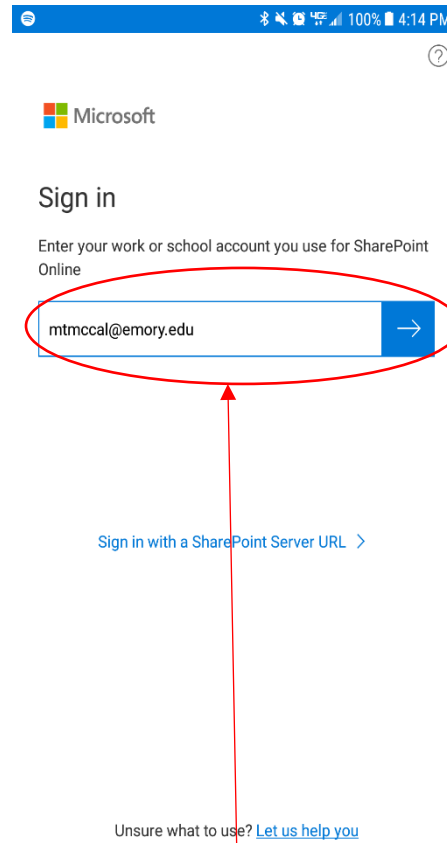 100% 4:14 PM
Microsoft
Sign in
Enter your work or school account you use for SharePoint
Online
mtmccal@emory.edu
Sign in with a SharePoint Server URL >
Unsure what to use? Let us help you